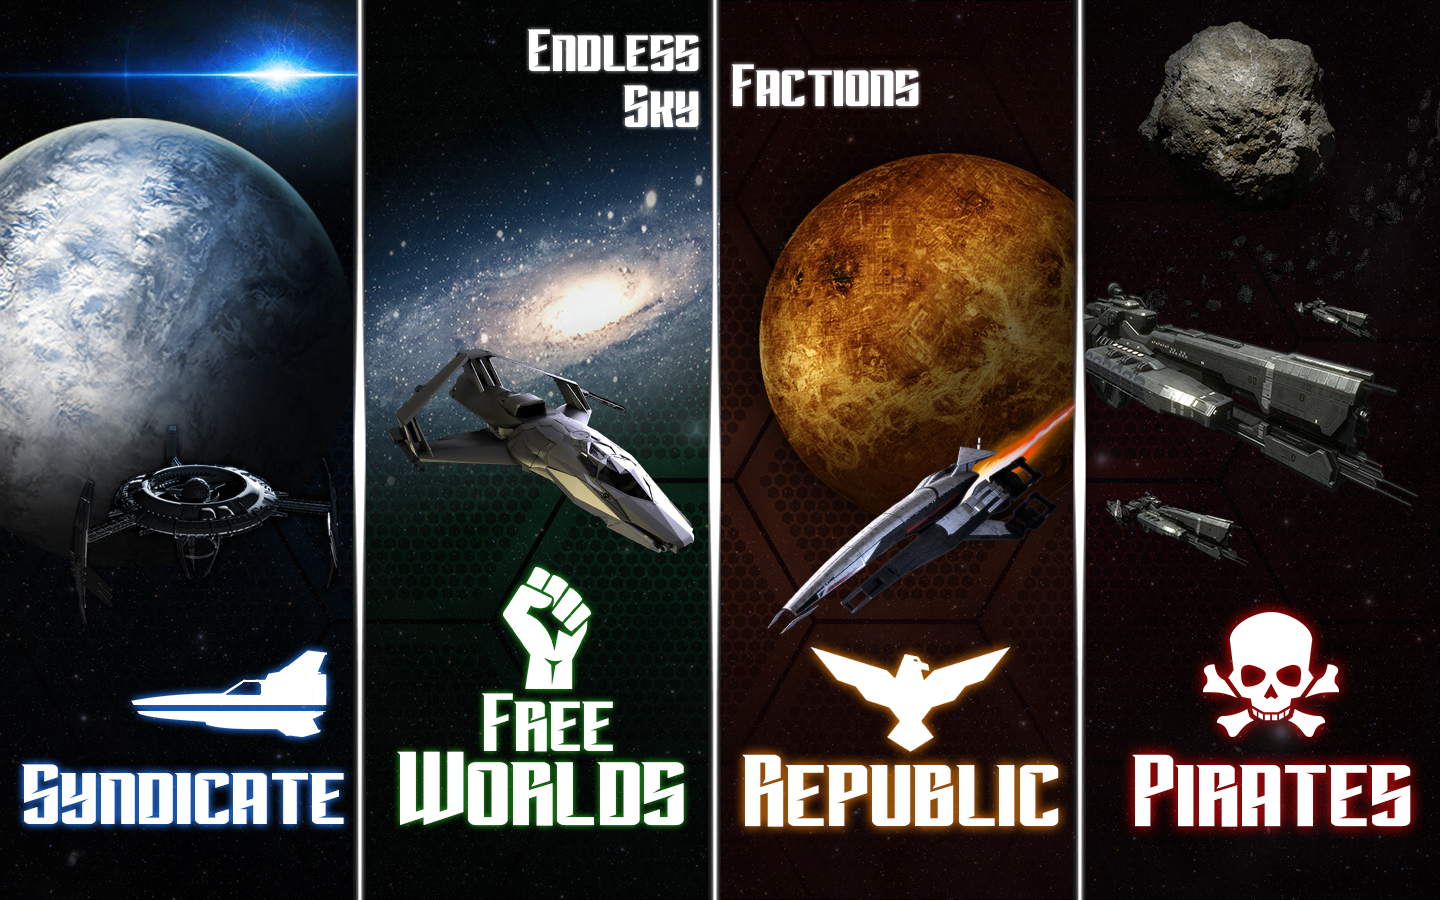 Endless
Sky
Factions
Syndicate
Free
Worlds
Republic
Pirates